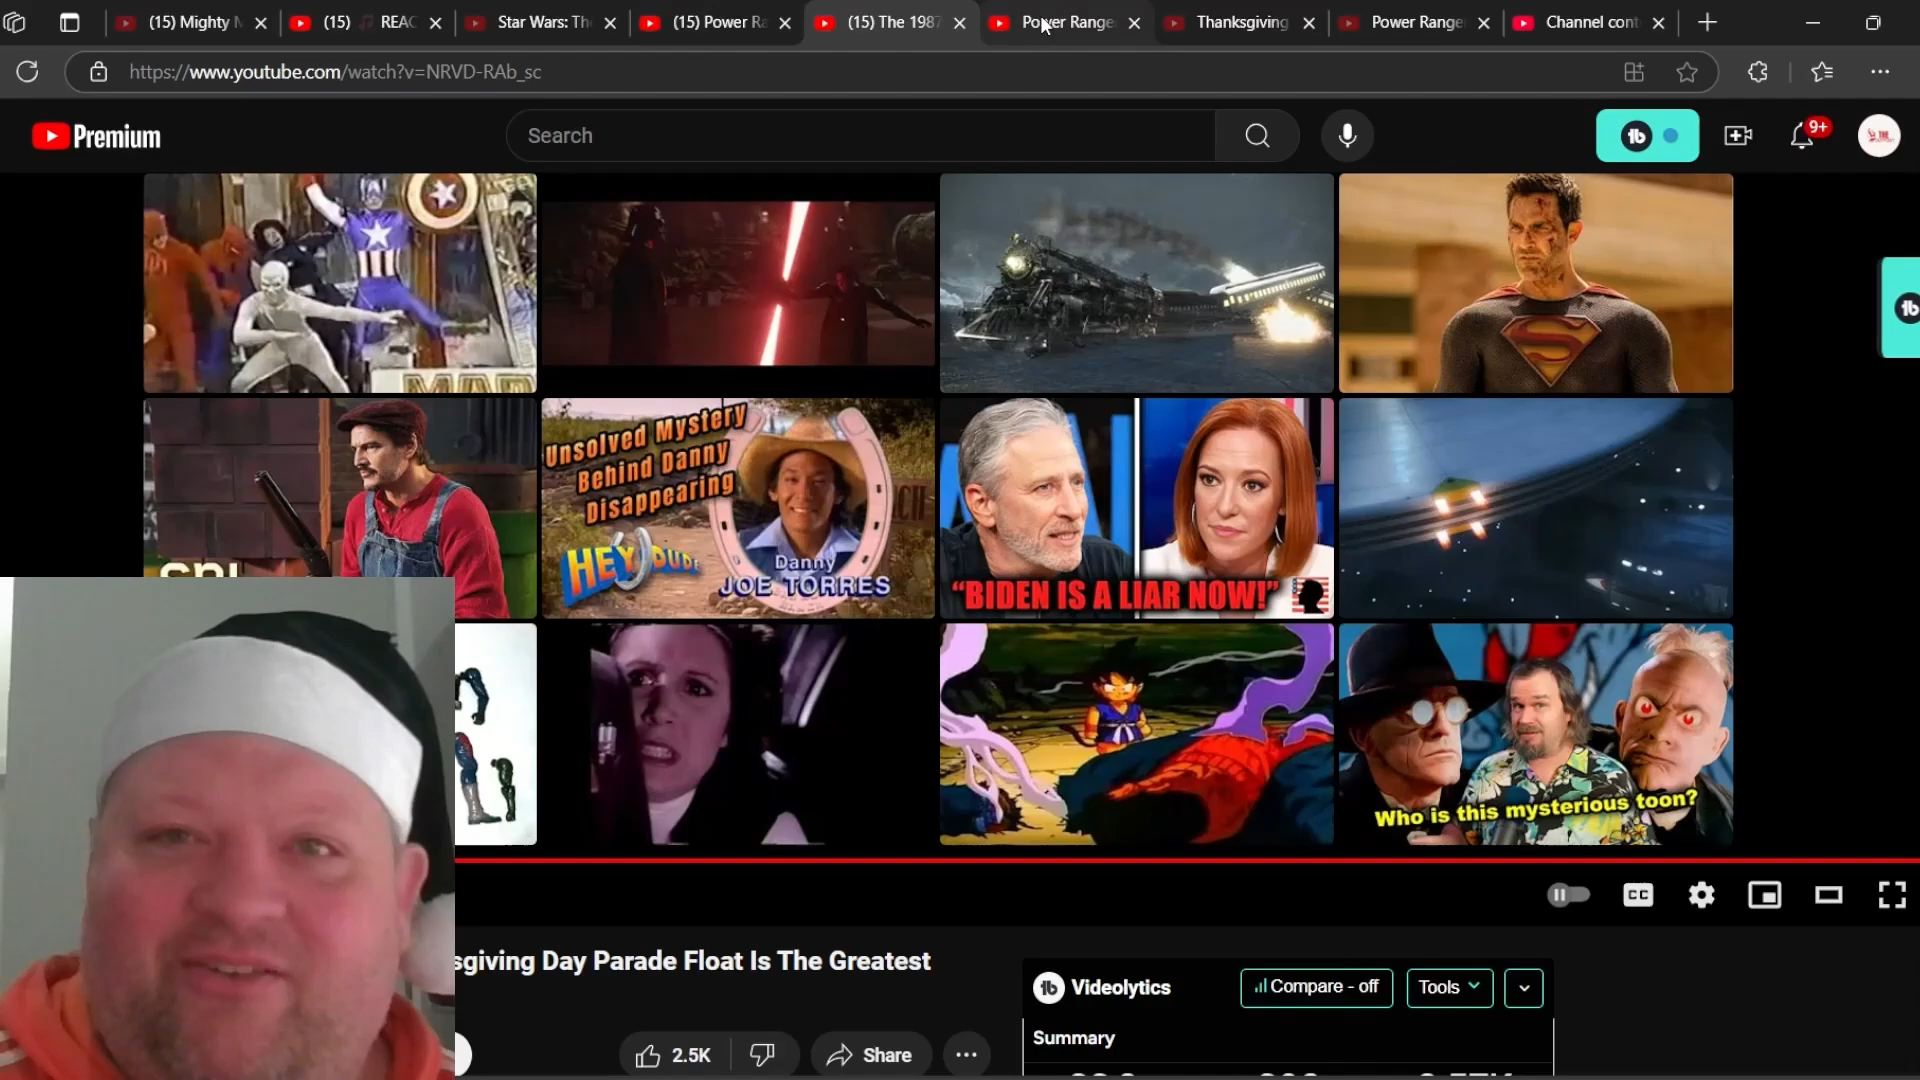 (15) Mighty M
(15) REAC
Star Wars: The
(15) Power Ra
(15) The 1987
Power Range
Thanksgiving
Power Range
Channel cont
https://www.youtube.com/watch?v=NRVD-RAb_sc
Premium
Search
9+
Unsolved Mystery
Behind Danny
Disappearing
HEY DUDE
Danny
JOE TORRES
"BIDEN IS A LIAR NOW!"
Who is this mysterious toon?
CC
sgiving Day Parade Float Is The Greatest
Videolytics
Compare - off
Tools
Summary
2.5K
Share